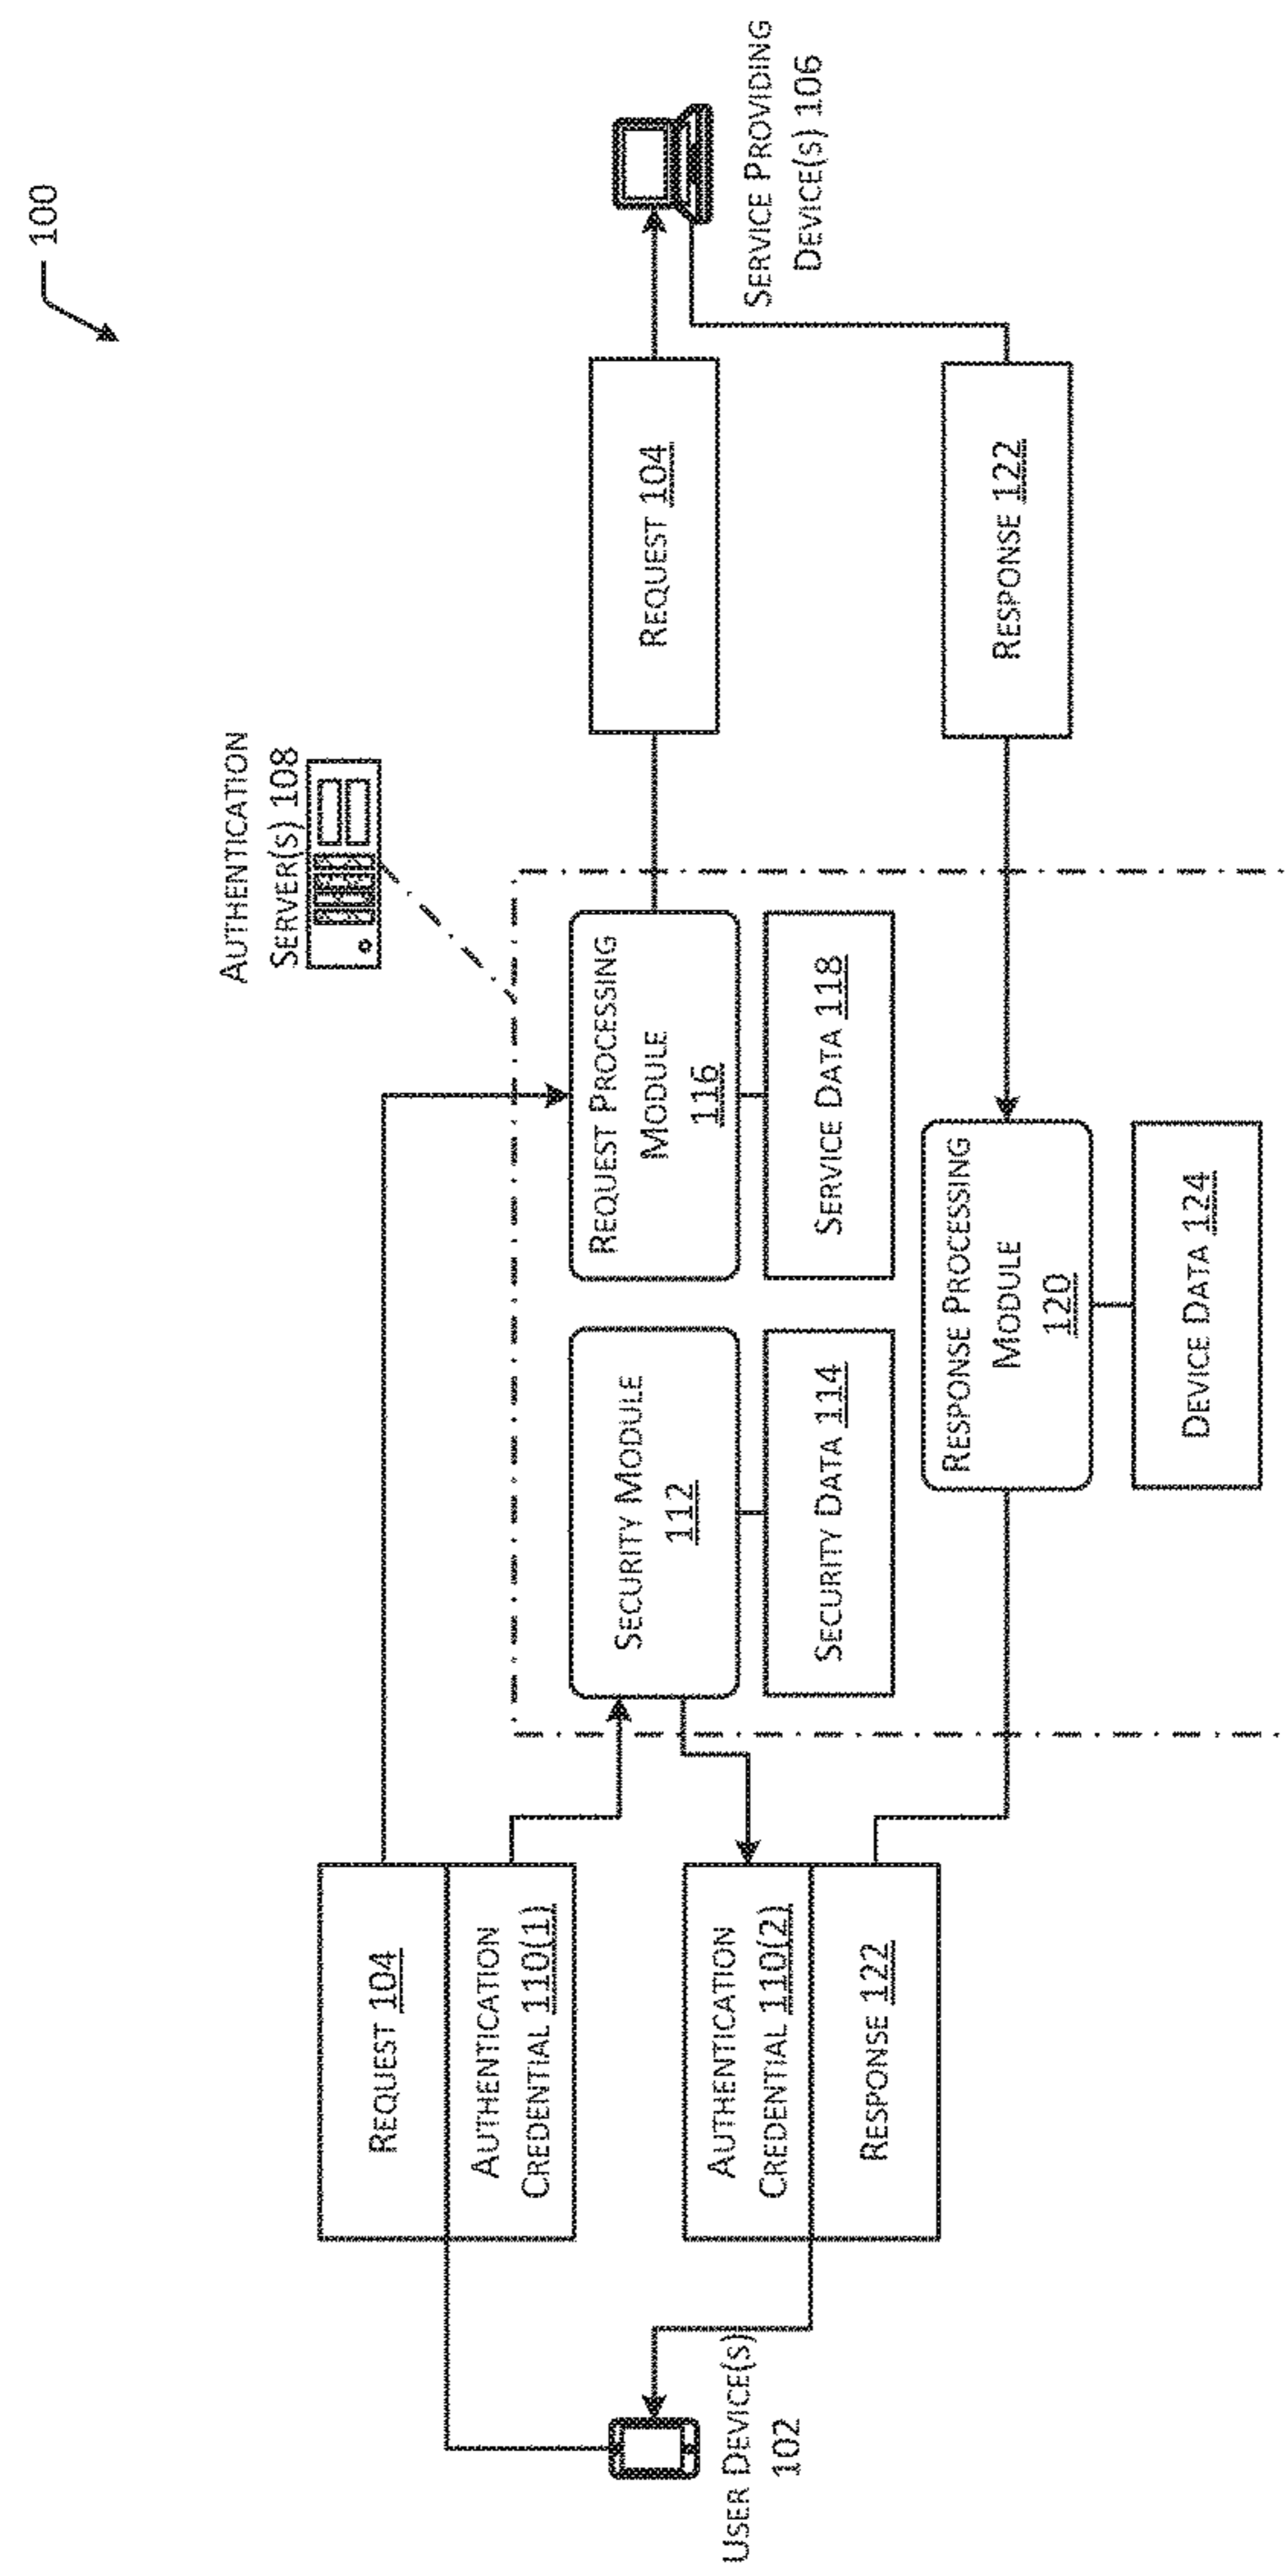 100
AUTHENTICATION
SERVER(S) 108
REQUEST 104
AUTHENTICATION
CREDENTIAL 110(1)
USER DEVICE(S)
102
AUTHENTICATION
CREDENTIAL 110(2)
RESPONSE 122
SECURITY MODULE
112
SECURITY DATA 114
REQUEST PROCESSING
MODULE
116
SERVICE DATA 118
RESPONSE PROCESSING
MODULE
120
DEVICE DATA 124
REQUEST 104
RESPONSE 122
SERVICE PROVIDING
DEVICE(S) 106